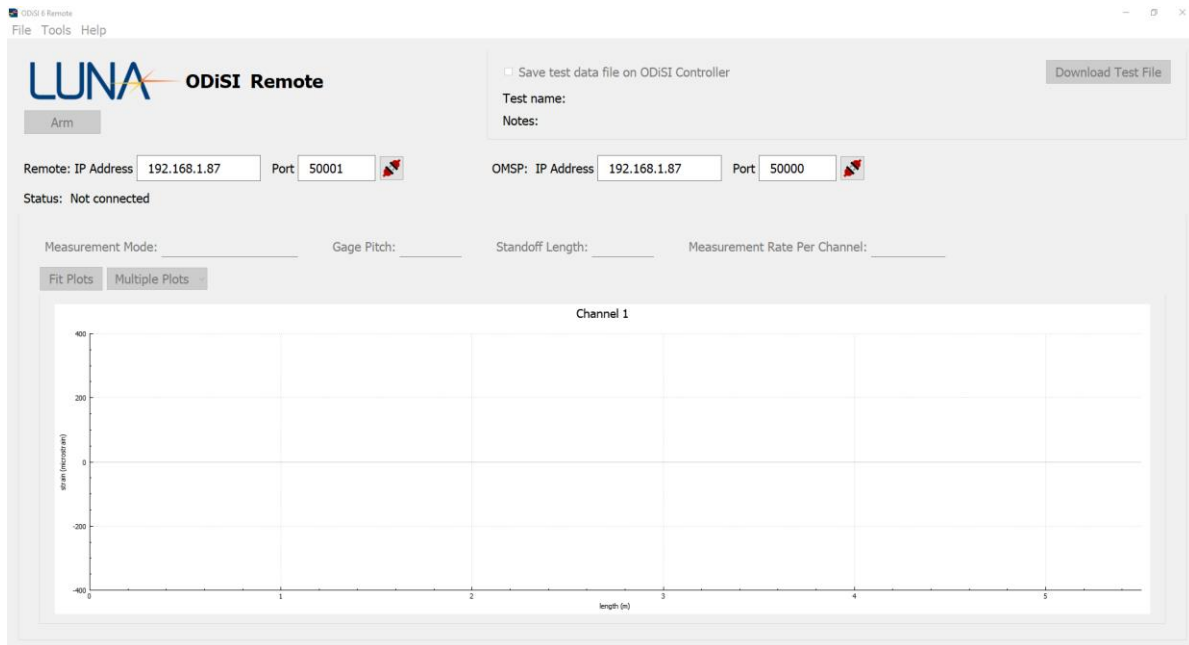 ODiSI 6 Remote
File Tools Help
LUNA ODiSI Remote
Arm
Save test data file on ODiSI Controller
Download Test File
Test name:
Notes:
Remote: IP Address 192.168.1.87 Port 50001
OMSP: IP Address 192.168.1.87 Port 50000
Status: Not connected
Measurement Mode: Gage Pitch: Standoff Length: Measurement Rate Per Channel:
Fit Plots Multiple Plots
Channel 1
400
200
0
-200
-400
strain (microstrain)
0 1 2 3 4 5
length (m)